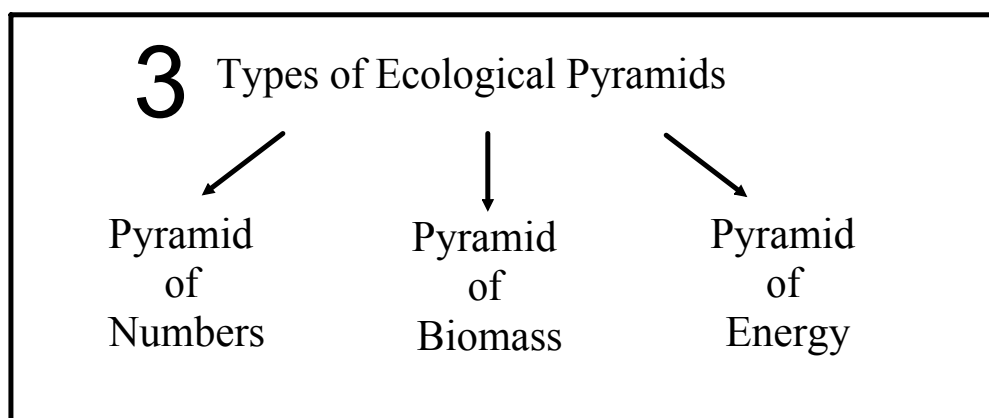 3 Types of Ecological Pyramids
Pyramid
of
Numbers
Pyramid
of
Biomass
Pyramid
of
Energy